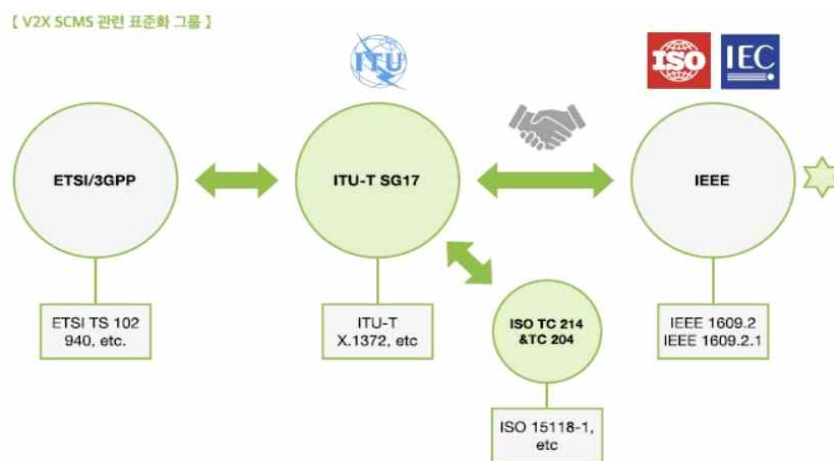 【 V2X SCMS 관련 표준화 그룹 】
ITU
ISO
IEC
ETSI/3GPP
ITU-T SG17
IEEE
ETSI TS 102
940, etc.
ITU-T
X.1372, etc
ISO TC 214
&TC 204
IEEE 1609.2
IEEE 1609.2.1
ISO 15118-1,
etc